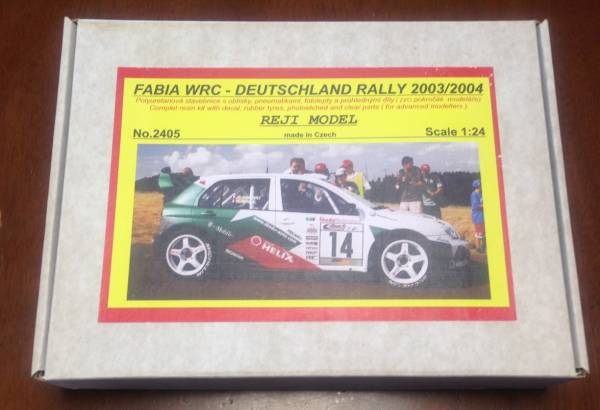 FABIA WRC - DEUTSCHLAND RALLY 2003/2004
Polyuretanová stavebnice s obtisky, pneumatikami, fotolepty a průhlednými díly ( pro pokročilé modeláře)
Complet resin kit with decal, rubber tyres, photoetched and clear parts ( for advanced modellers )
REJI MODEL
No.2405
made in Czech
Scale 1:24
14
HELIX